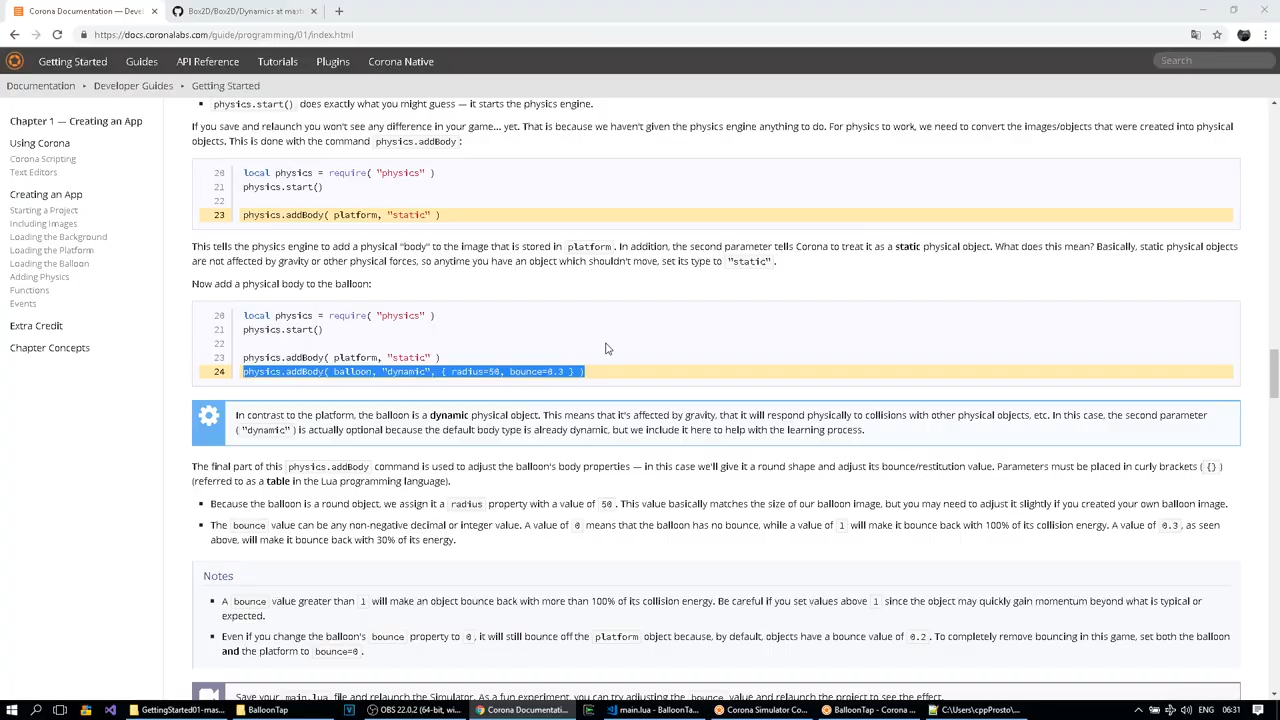 Corona Documentation — Devel
Box2D/Box2D/Dynamics at mast
https://docs.coronalabs.com/guide/programming/01/index.html
Getting Started
Guides
API Reference
Tutorials
Plugins
Corona Native
Search
Documentation ▸ Developer Guides ▸ Getting Started
Chapter 1 — Creating an App
Using Corona
Corona Scripting
Text Editors
Creating an App
Starting a Project
Including Images
Loading the Background
Loading the Platform
Loading the Balloon
Adding Physics
Functions
Events
Extra Credit
Chapter Concepts
physics.start() does exactly what you might guess — it starts the physics engine.
If you save and relaunch you won't see any difference in your game... yet. That is because we haven't given the physics engine anything to do. For physics to work, we need to convert the images/objects that were created into physical
objects. This is done with the command physics.addBody :
20 local physics = require( "physics" )
21 physics.start()
22
23 physics.addBody( platform, "static" )
This tells the physics engine to add a physical "body" to the image that is stored in platform . In addition, the second parameter tells Corona to treat it as a static physical object. What does this mean? Basically, static physical objects
are not affected by gravity or other physical forces, so anytime you have an object which shouldn't move, set its type to "static" .
Now add a physical body to the balloon:
20 local physics = require( "physics" )
21 physics.start()
22
23 physics.addBody( platform, "static" )
24 physics.addBody( balloon, "dynamic", { radius=50, bounce=0.3 } )
In contrast to the platform, the balloon is a dynamic physical object. This means that it's affected by gravity, that it will respond physically to collisions with other physical objects, etc. In this case, the second parameter
( "dynamic" ) is actually optional because the default body type is already dynamic, but we include it here to help with the learning process.
The final part of this physics.addBody command is used to adjust the balloon's body properties — in this case we'll give it a round shape and adjust its bounce/restitution value. Parameters must be placed in curly brackets ( {} )
(referred to as a table in the Lua programming language).
Because the balloon is a round object, we assign it a radius property with a value of 50 . This value basically matches the size of our balloon image, but you may need to adjust it slightly if you created your own balloon image.
The bounce value can be any non-negative decimal or integer value. A value of 0 means that the balloon has no bounce, while a value of 1 will make it bounce back with 100% of its collision energy. A value of 0.3 , as seen
above, will make it bounce back with 30% of its energy.
Notes
A bounce value greater than 1 will make an object bounce back with more than 100% of its collision energy. Be careful if you set values above 1 since the object may quickly gain momentum beyond what is typical or
expected.
Even if you change the balloon's bounce property to 0 , it will still bounce off the platform object because, by default, objects have a bounce value of 0.2 . To completely remove bouncing in this game, set both the balloon
and the platform to bounce=0 .
Save your main.lua file and relaunch the Simulator. As a fun experiment, you can try adjusting the bounce value and relaunch the project to see the effect.
GettingStarted01-mas...
BalloonTap
OBS 22.0.2 (64-bit, wi...
Corona Documentati...
main.lua - BalloonTa...
Corona Simulator Co...
BalloonTap - Corona ...
C:\Users\cppProsto\...
ENG
06:31